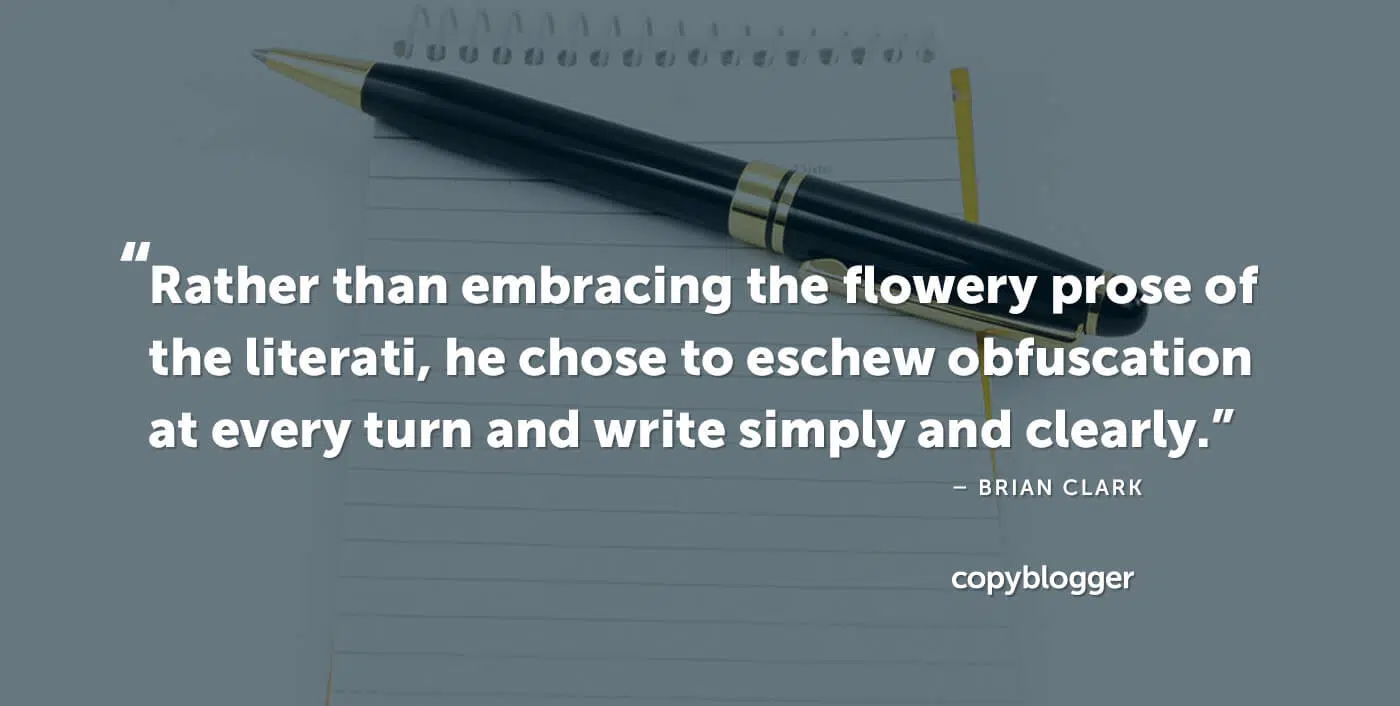 “Rather than embracing the flowery prose of
the literati, he chose to eschew obfuscation
at every turn and write simply and clearly.”
– BRIAN CLARK
copyblogger